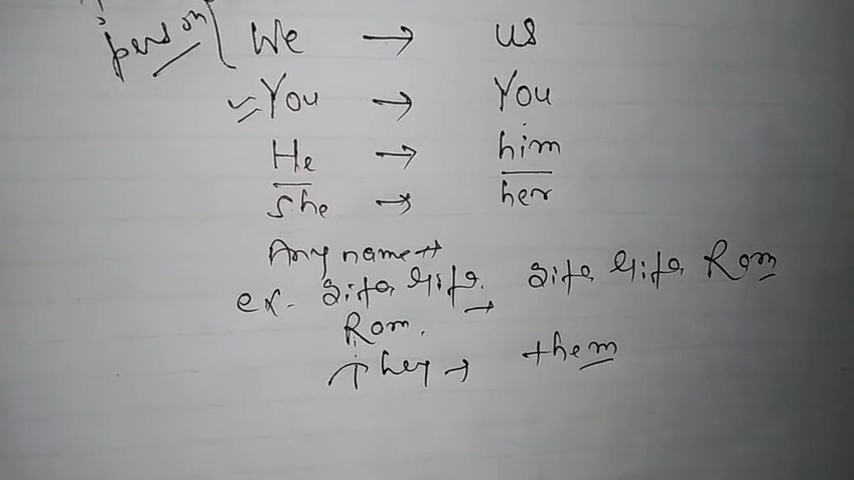 person We → us
You → You
He → him
She → her
Any name →
ex. Sita Gita → Sita Gita Ram
Ram.
They → them